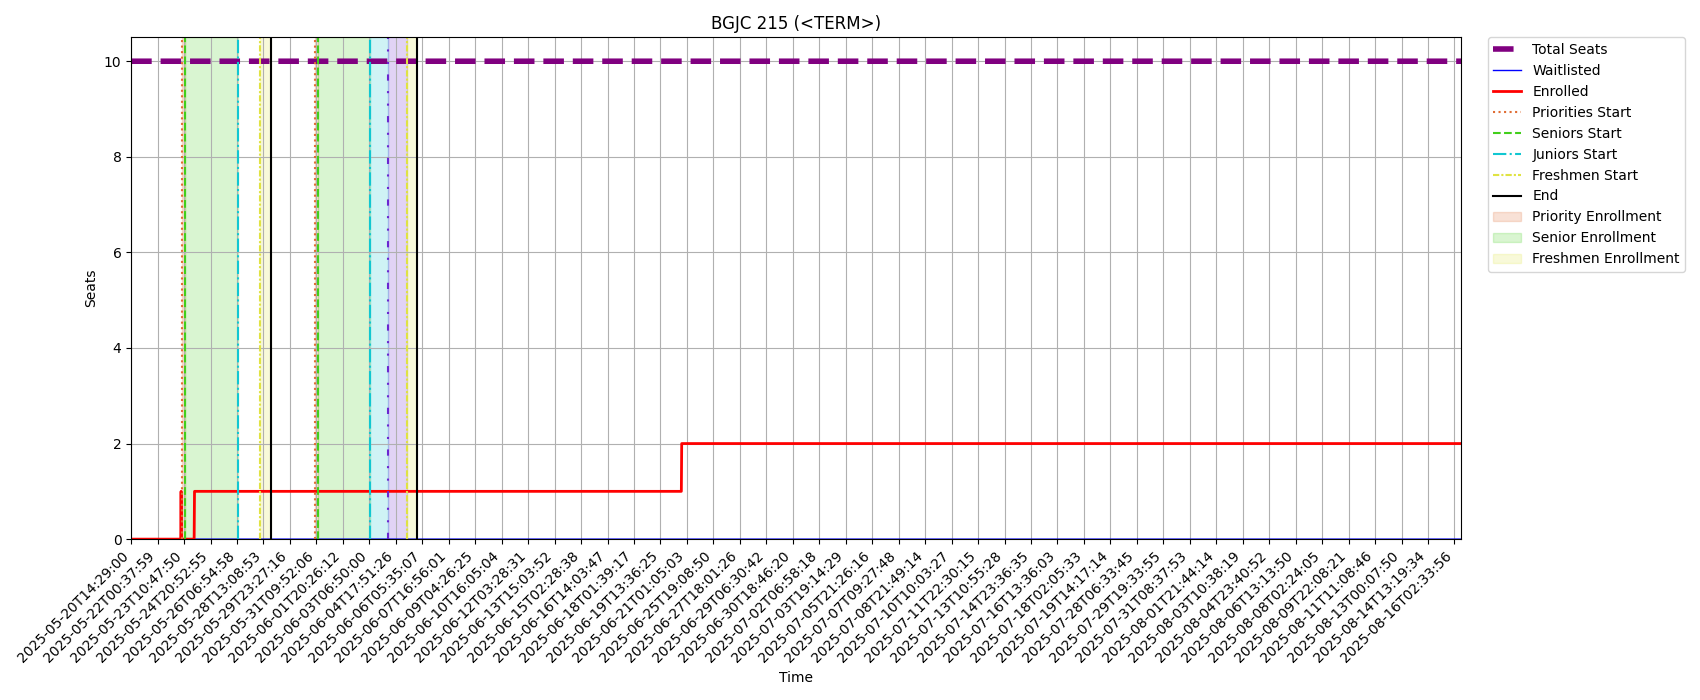 BGJC 215 (<TERM>)
10
8
6
4
2
0
Seats
2025-05-20T14:29:00
2025-05-22T00:37:59
2025-05-23T10:47:50
2025-05-24T20:52:55
2025-05-26T06:54:58
2025-05-28T13:08:53
2025-05-29T23:27:16
2025-05-31T09:52:06
2025-06-01T20:26:12
2025-06-03T06:50:00
2025-06-04T17:51:26
2025-06-06T05:35:07
2025-06-07T16:56:01
2025-06-09T04:26:25
2025-06-10T16:05:04
2025-06-12T03:28:31
2025-06-13T15:03:52
2025-06-15T02:28:38
2025-06-16T14:03:47
2025-06-18T01:39:17
2025-06-19T13:36:25
2025-06-21T01:05:03
2025-06-25T19:08:50
2025-06-27T18:01:26
2025-06-29T06:30:42
2025-06-30T18:46:20
2025-07-02T06:58:18
2025-07-03T19:14:29
2025-07-05T21:26:16
2025-07-07T09:27:48
2025-07-08T21:49:14
2025-07-10T10:03:27
2025-07-11T22:30:15
2025-07-13T10:55:28
2025-07-14T23:36:35
2025-07-16T13:36:03
2025-07-18T02:05:33
2025-07-19T14:17:14
2025-07-28T06:33:45
2025-07-29T19:33:55
2025-07-31T08:37:53
2025-08-01T21:44:14
2025-08-03T10:38:19
2025-08-04T23:40:52
2025-08-06T13:13:50
2025-08-08T02:24:05
2025-08-09T22:08:21
2025-08-11T11:08:46
2025-08-13T00:07:50
2025-08-14T13:19:34
2025-08-16T02:33:56
Time
Total Seats
Waitlisted
Enrolled
Priorities Start
Seniors Start
Juniors Start
Freshmen Start
End
Priority Enrollment
Senior Enrollment
Freshmen Enrollment